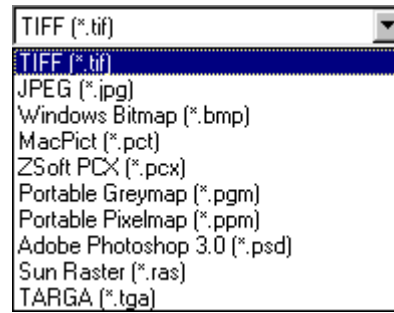 TIFF (*.tif)
TIFF (*.tif)
JPEG (*.jpg)
Windows Bitmap (*.bmp)
MacPict (*.pct)
ZSoft PCX (*.pcx)
Portable Greymap (*.pgm)
Portable Pixelmap (*.ppm)
Adobe Photoshop 3.0 (*.psd)
Sun Raster (*.ras)
TARGA (*.tga)